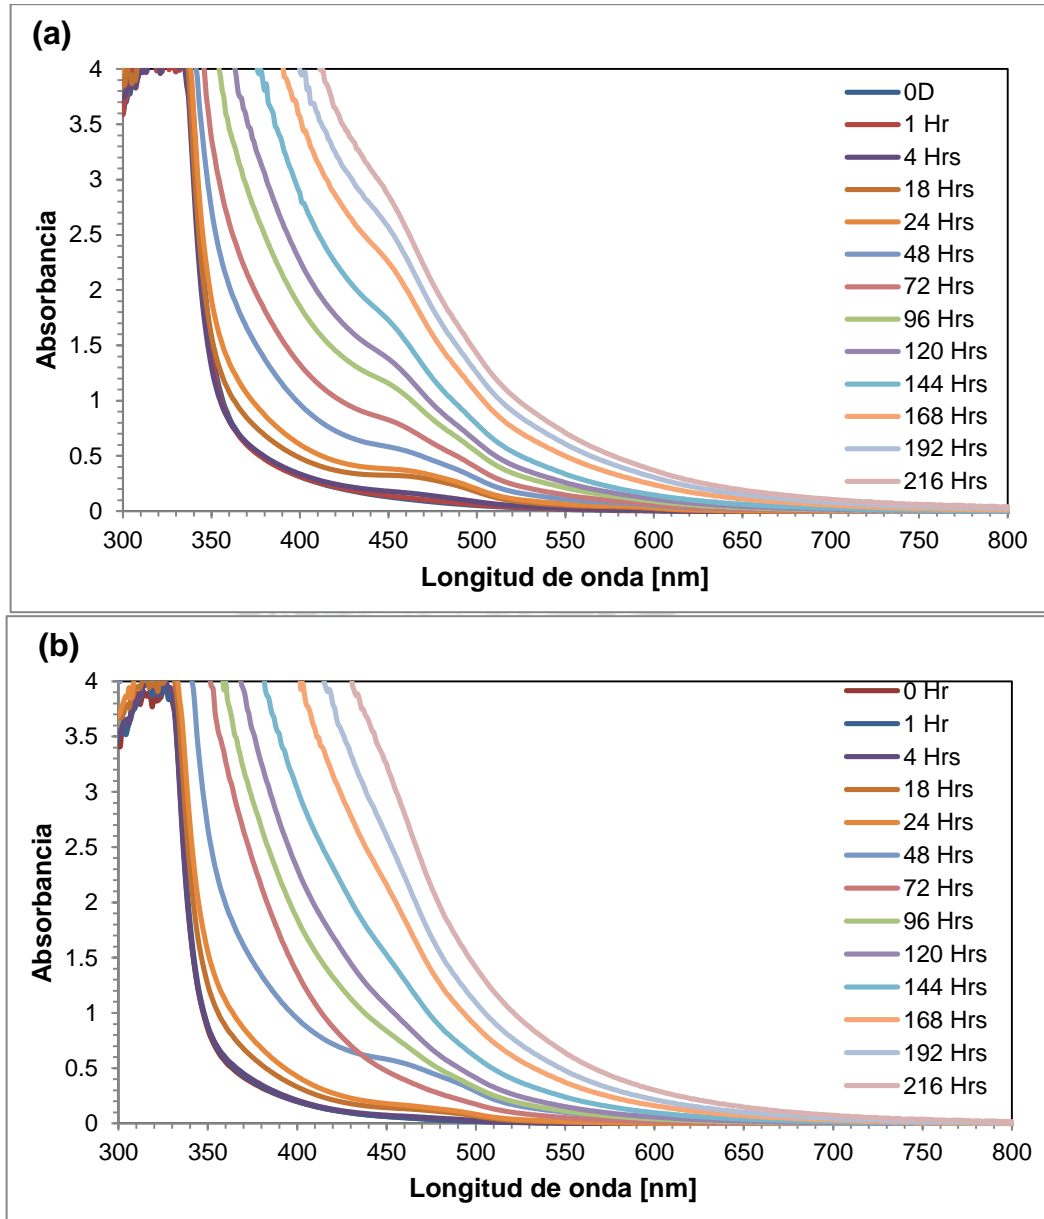 (a)
4
3.5
3
2.5
2
1.5
1
0.5
0
Absorbancia
300 350 400 450 500 550 600 650 700 750 800
Longitud de onda [nm]
0D
1 Hr
4 Hrs
18 Hrs
24 Hrs
48 Hrs
72 Hrs
96 Hrs
120 Hrs
144 Hrs
168 Hrs
192 Hrs
216 Hrs
(b)
4
3.5
3
2.5
2
1.5
1
0.5
0
Absorbancia
300 350 400 450 500 550 600 650 700 750 800
Longitud de onda [nm]
0 Hr
1 Hr
4 Hrs
18 Hrs
24 Hrs
48 Hrs
72 Hrs
96 Hrs
120 Hrs
144 Hrs
168 Hrs
192 Hrs
216 Hrs